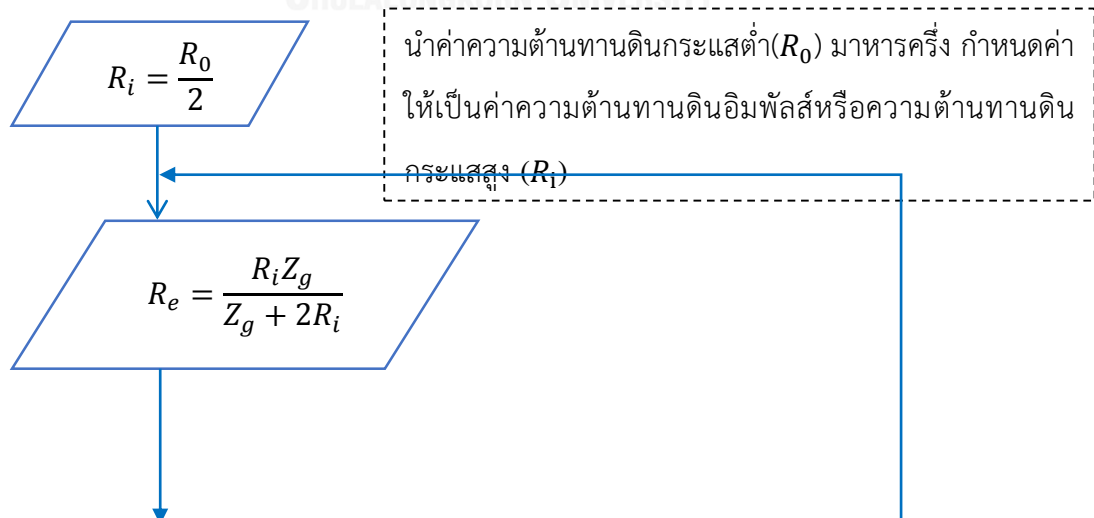 CHULALONGKORN UNIVERSITY
R_i = R_0 / 2
นำค่าความต้านทานดินกระแสต่ำ(R_0) มาหารครึ่ง กำหนดค่า
ให้เป็นค่าความต้านทานดินอิมพัลส์หรือความต้านทานดิน
กระแสสูง (R_i)
R_e = R_i Z_g / (Z_g + 2R_i)